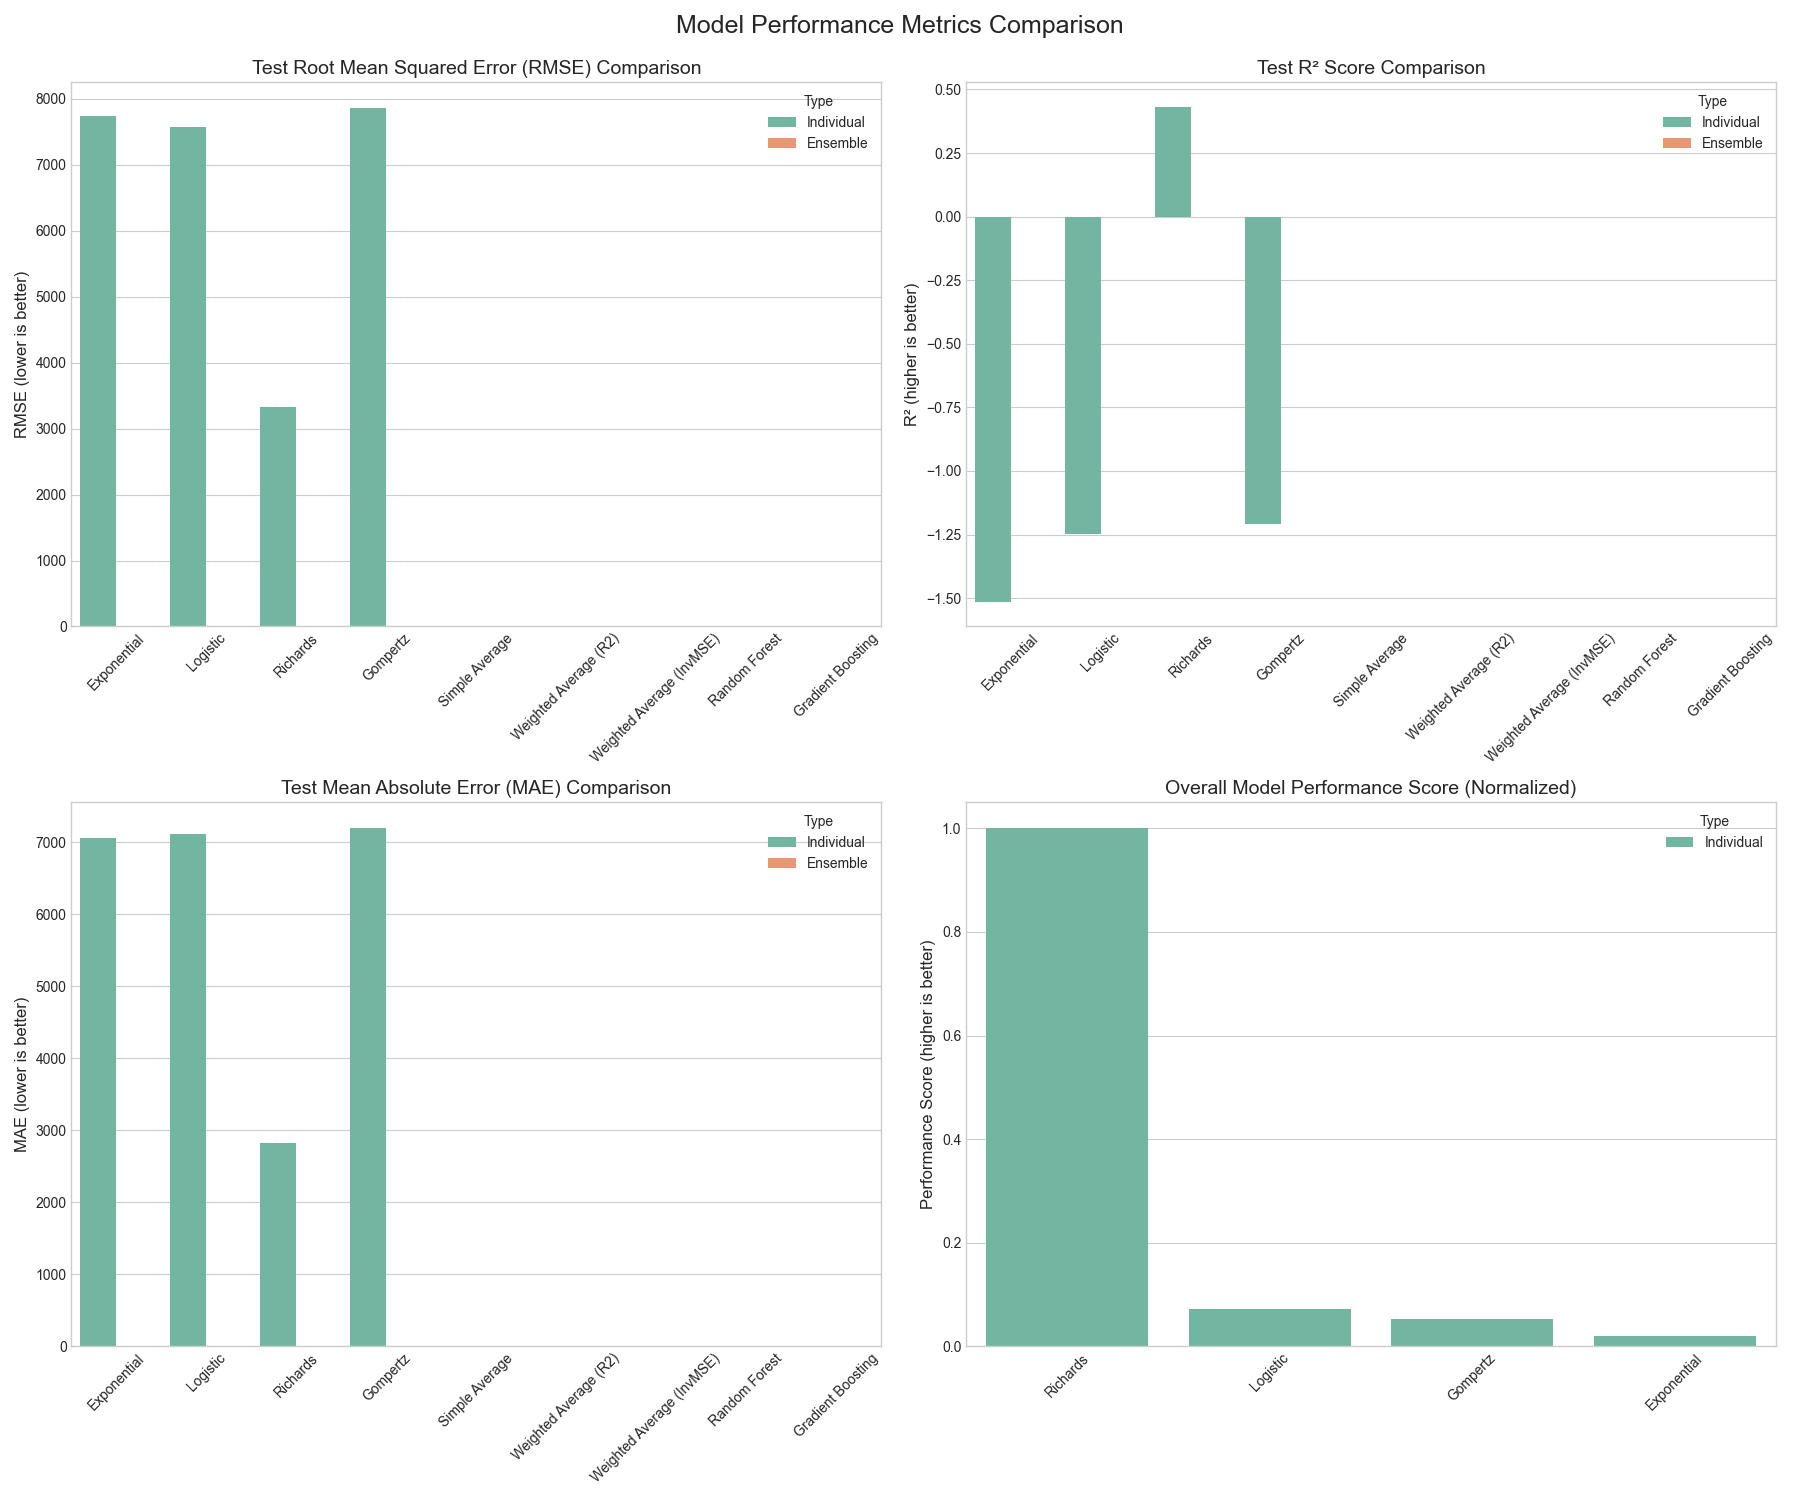 Model Performance Metrics Comparison
Test Root Mean Squared Error (RMSE) Comparison
RMSE (lower is better)
8000
7000
6000
5000
4000
3000
2000
1000
0
Type
Individual
Ensemble
Exponential
Logistic
Richards
Gompertz
Simple Average
Weighted Average (R2)
Weighted Average (InvMSE)
Random Forest
Gradient Boosting
Test R² Score Comparison
R² (higher is better)
0.50
0.25
0.00
−0.25
−0.50
−0.75
−1.00
−1.25
−1.50
Type
Individual
Ensemble
Exponential
Logistic
Richards
Gompertz
Simple Average
Weighted Average (R2)
Weighted Average (InvMSE)
Random Forest
Gradient Boosting
Test Mean Absolute Error (MAE) Comparison
MAE (lower is better)
7000
6000
5000
4000
3000
2000
1000
0
Type
Individual
Ensemble
Exponential
Logistic
Richards
Gompertz
Simple Average
Weighted Average (R2)
Weighted Average (InvMSE)
Random Forest
Gradient Boosting
Overall Model Performance Score (Normalized)
Performance Score (higher is better)
1.0
0.8
0.6
0.4
0.2
0.0
Type
Individual
Richards
Logistic
Gompertz
Exponential